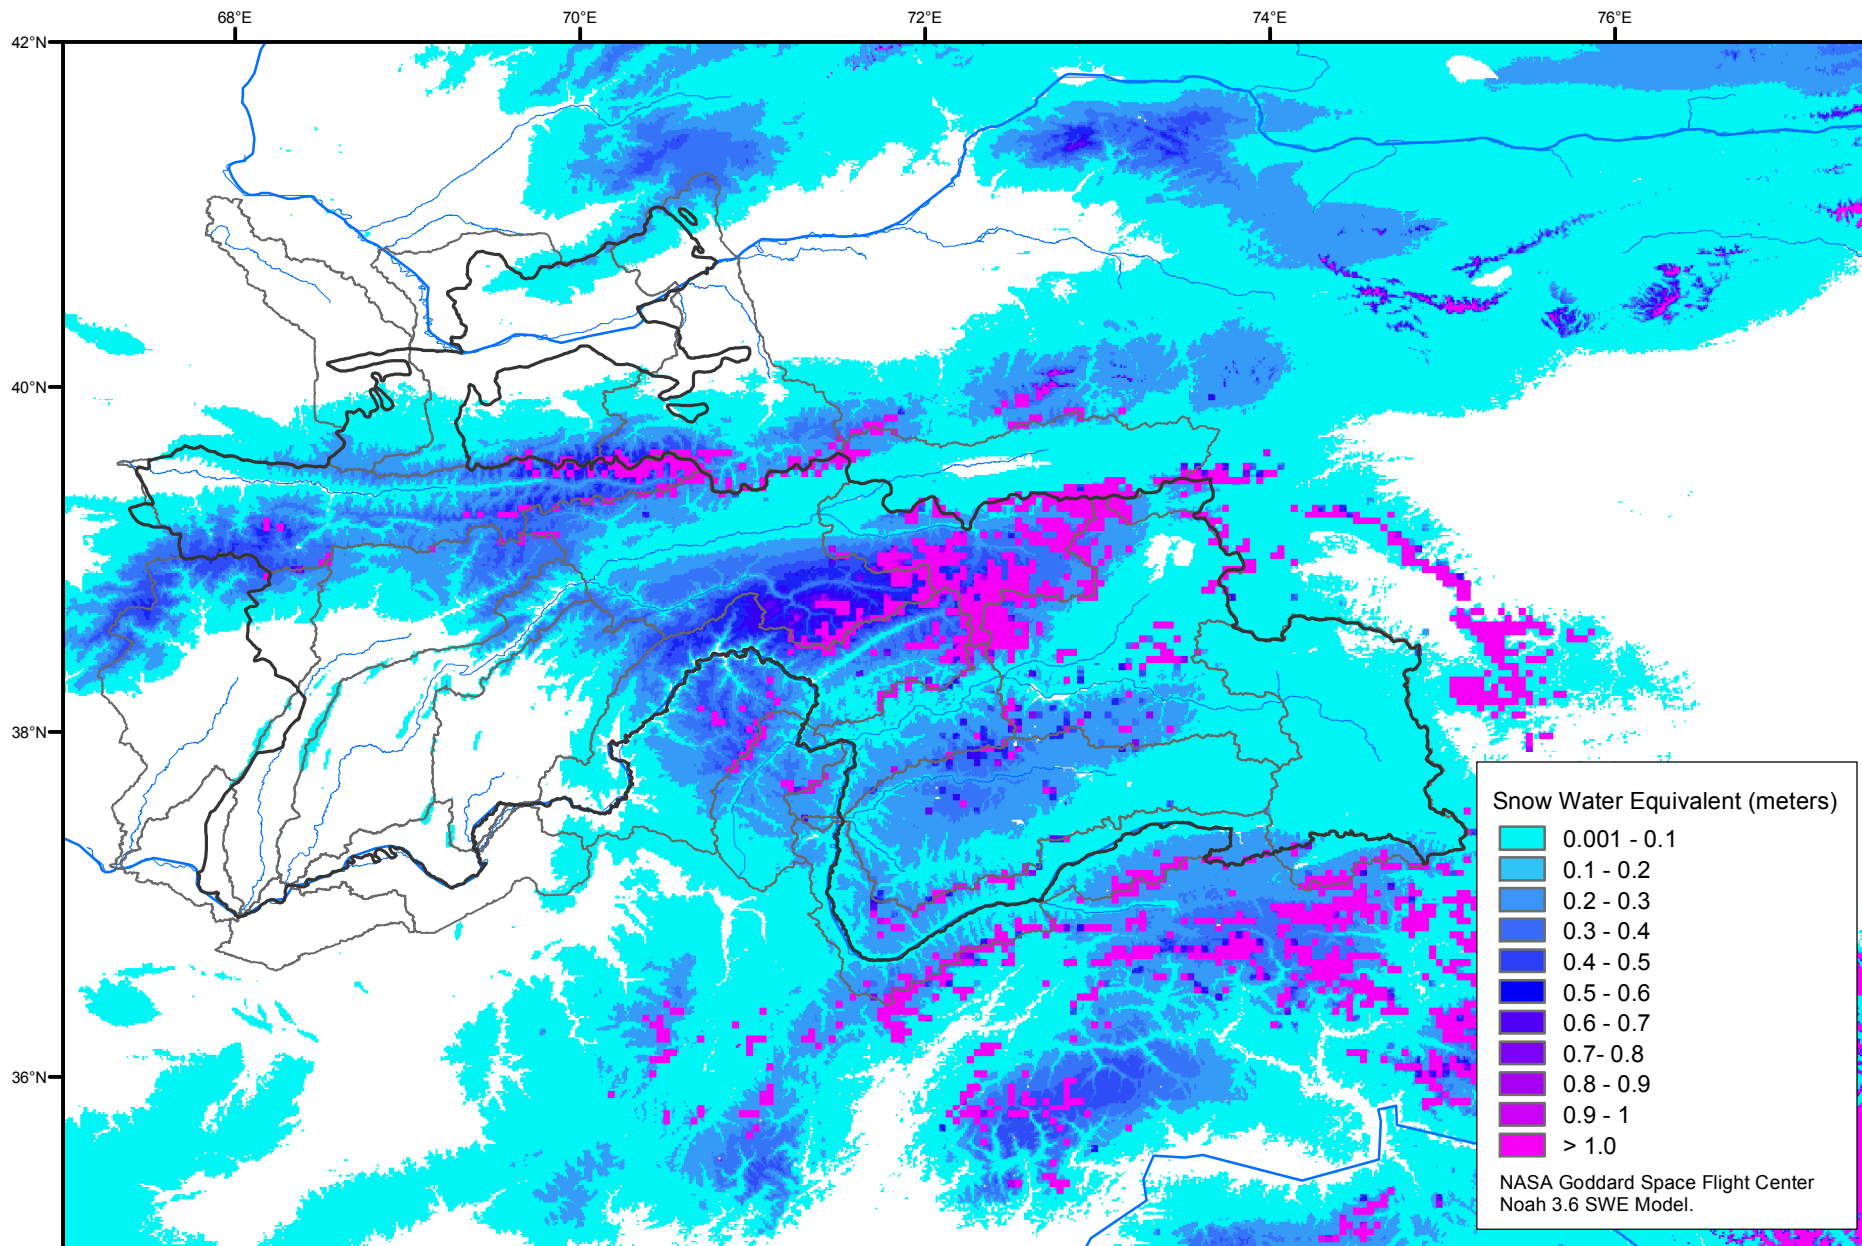 68°E
70°E
72°E
74°E
76°E
42°N
40°N
38°N
36°N
Snow Water Equivalent (meters)
0.001 - 0.1
0.1 - 0.2
0.2 - 0.3
0.3 - 0.4
0.4 - 0.5
0.5 - 0.6
0.6 - 0.7
0.7- 0.8
0.8 - 0.9
0.9 - 1
> 1.0
NASA Goddard Space Flight Center
Noah 3.6 SWE Model.